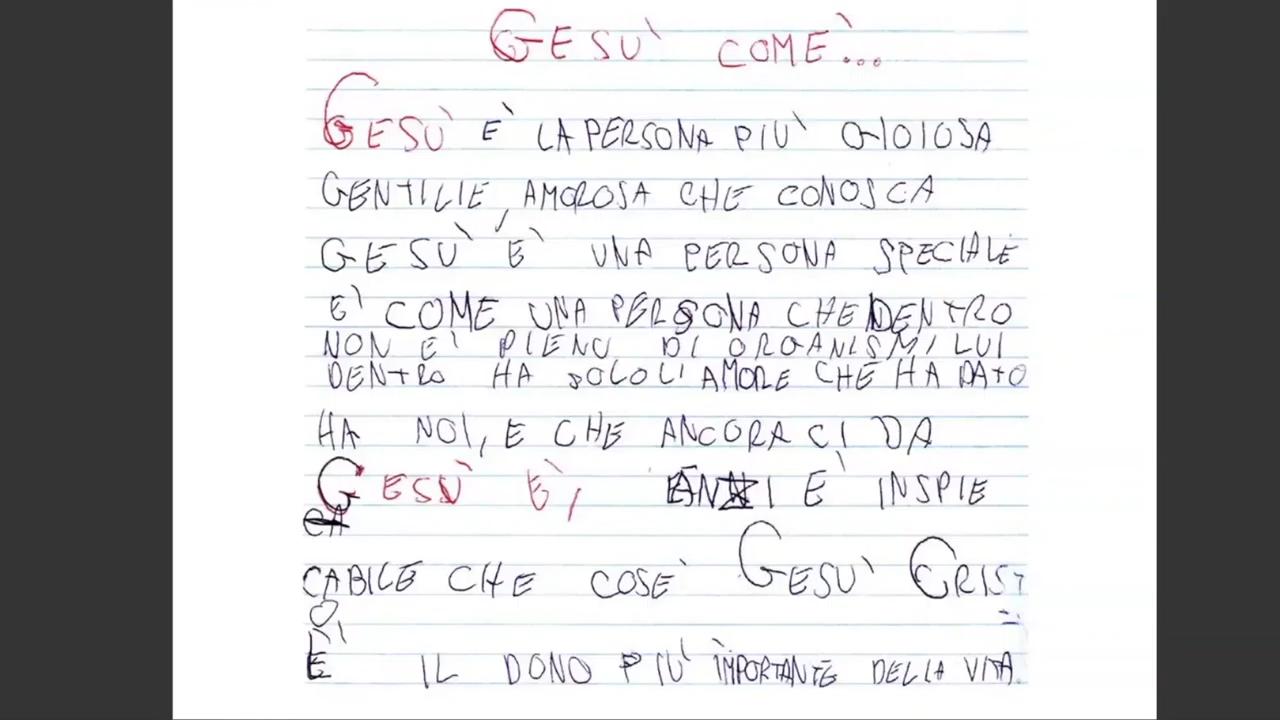 GESU' COME'...
GESU' E' LA PERSONA PIU' GIOIOSA
GENTILIE, AMOROSA CHE CONOSCA
GESU' E' UNA PERSONA SPECIALE
E' COME UNA PERSONA CHE DENTRO
NON E' PIENO DI ORGANISMI LUI
DENTRO HA SOLO L'AMORE CHE HA DATO
HA NOI, E CHE ANCORA CI DA
GESU' E', ANZI E' INSPIE
CABILE CHE COSE' GESU' CRIST-
O
E' IL DONO PIU' IMPORTANTE DELLA VITA.